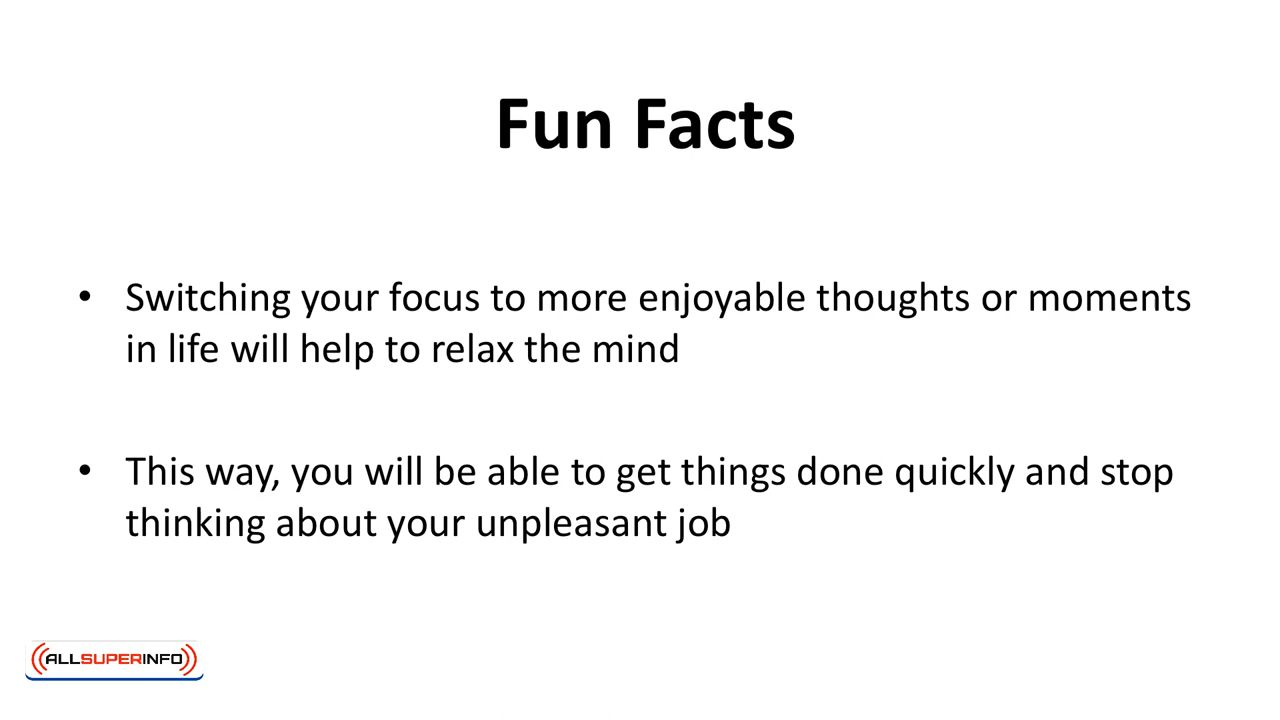 Fun Facts
• Switching your focus to more enjoyable thoughts or moments
in life will help to relax the mind
• This way, you will be able to get things done quickly and stop
thinking about your unpleasant job
ALLSUPERINFO